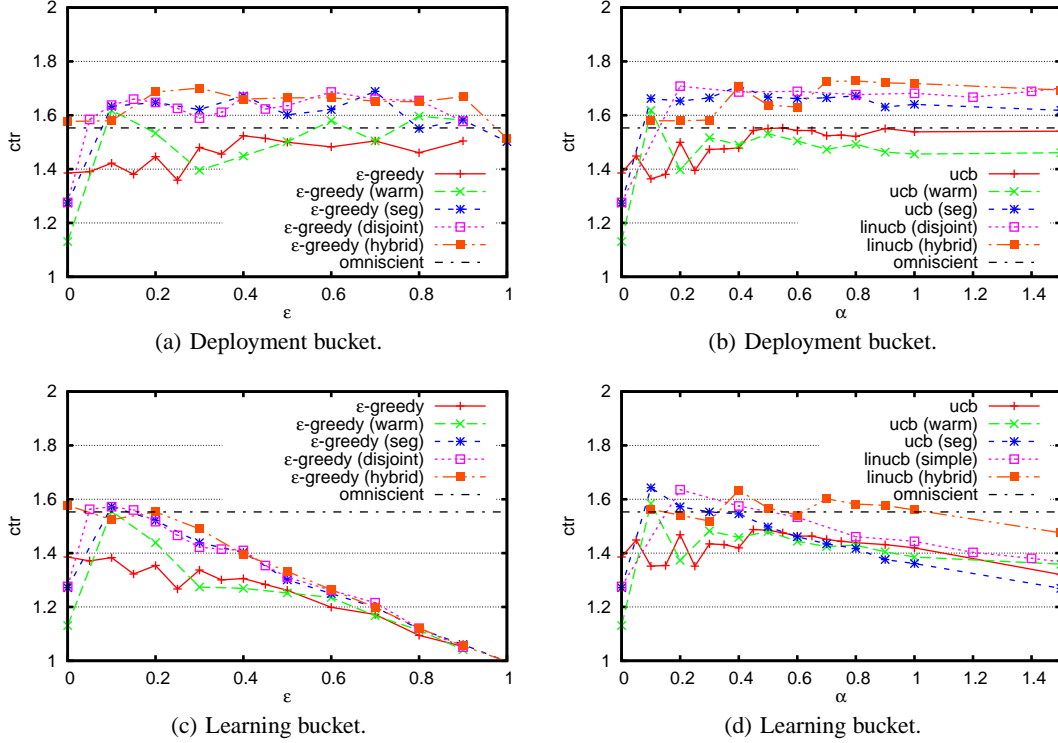 2
1.8
1.6
1.4
1.2
1
ctr
0 0.2 0.4 0.6 0.8 1
ε
ε-greedy
ε-greedy (warm)
ε-greedy (seg)
ε-greedy (disjoint)
ε-greedy (hybrid)
omniscient
(a) Deployment bucket.
2
1.8
1.6
1.4
1.2
1
ctr
0 0.2 0.4 0.6 0.8 1 1.2 1.4
α
ucb
ucb (warm)
ucb (seg)
linucb (disjoint)
linucb (hybrid)
omniscient
(b) Deployment bucket.
2
1.8
1.6
1.4
1.2
1
ctr
0 0.2 0.4 0.6 0.8 1
ε
ε-greedy
ε-greedy (warm)
ε-greedy (seg)
ε-greedy (disjoint)
ε-greedy (hybrid)
omniscient
(c) Learning bucket.
2
1.8
1.6
1.4
1.2
1
ctr
0 0.2 0.4 0.6 0.8 1 1.2 1.4
α
ucb
ucb (warm)
ucb (seg)
linucb (simple)
linucb (hybrid)
omniscient
(d) Learning bucket.